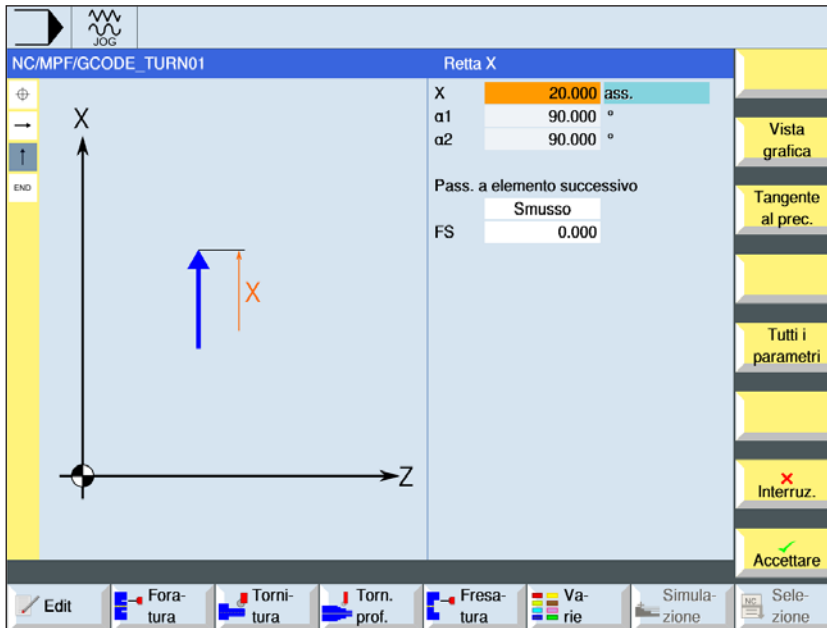 JOG
NC/MPF/GCODE_TURN01
Retta X
X 20.000 ass.
α1 90.000 °
α2 90.000 °
Pass. a elemento successivo
Smusso
FS 0.000
END
X
X
Z
Vista
grafica
Tangente
al prec.
Tutti i
parametri
Interruz.
Accettare
Edit
Fora-
tura
Torni-
tura
Torn.
prof.
Fresa-
tura
Va-
rie
Simula-
zione
NC
Sele-
zione